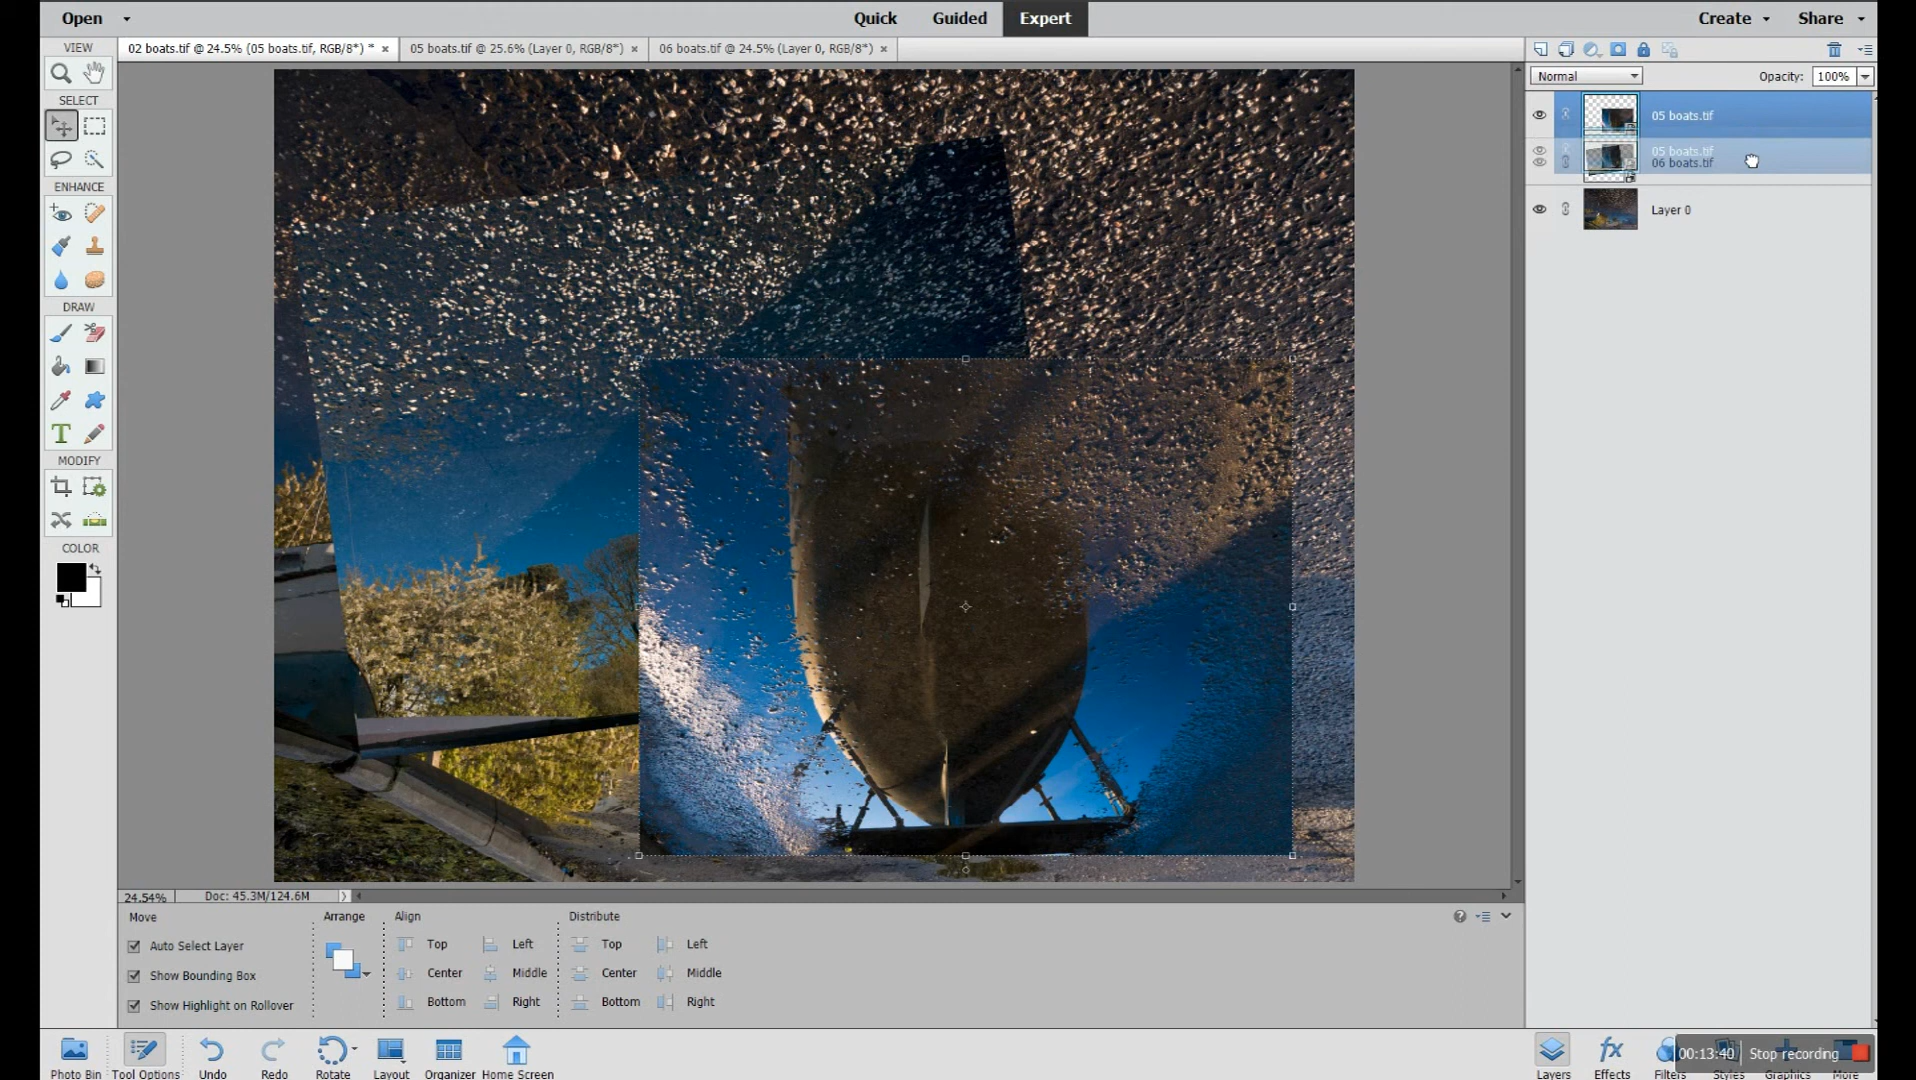 Open
Quick Guided Expert
Create Share
VIEW
02 boats.tif @ 24.5% (05 boats.tif, RGB/8*) * ×
05 boats.tif @ 25.6% (Layer 0, RGB/8*) ×
06 boats.tif @ 24.5% (Layer 0, RGB/8*) ×
Normal
Opacity: 100%
SELECT
05 boats.tif
05 boats.tif
06 boats.tif
Layer 0
ENHANCE
DRAW
T
MODIFY
COLOR
24.54% Doc: 45.3M/124.6M
Move Arrange Align Distribute
Auto Select Layer Top Left Top Left
Show Bounding Box Center Middle Center Middle
Show Highlight on Rollover Bottom Right Bottom Right
00:13:40 Stop recording
Photo Bin Tool Options Undo Redo Rotate Layout Organizer Home Screen
fx
Layers Effects Filters Styles Graphics More